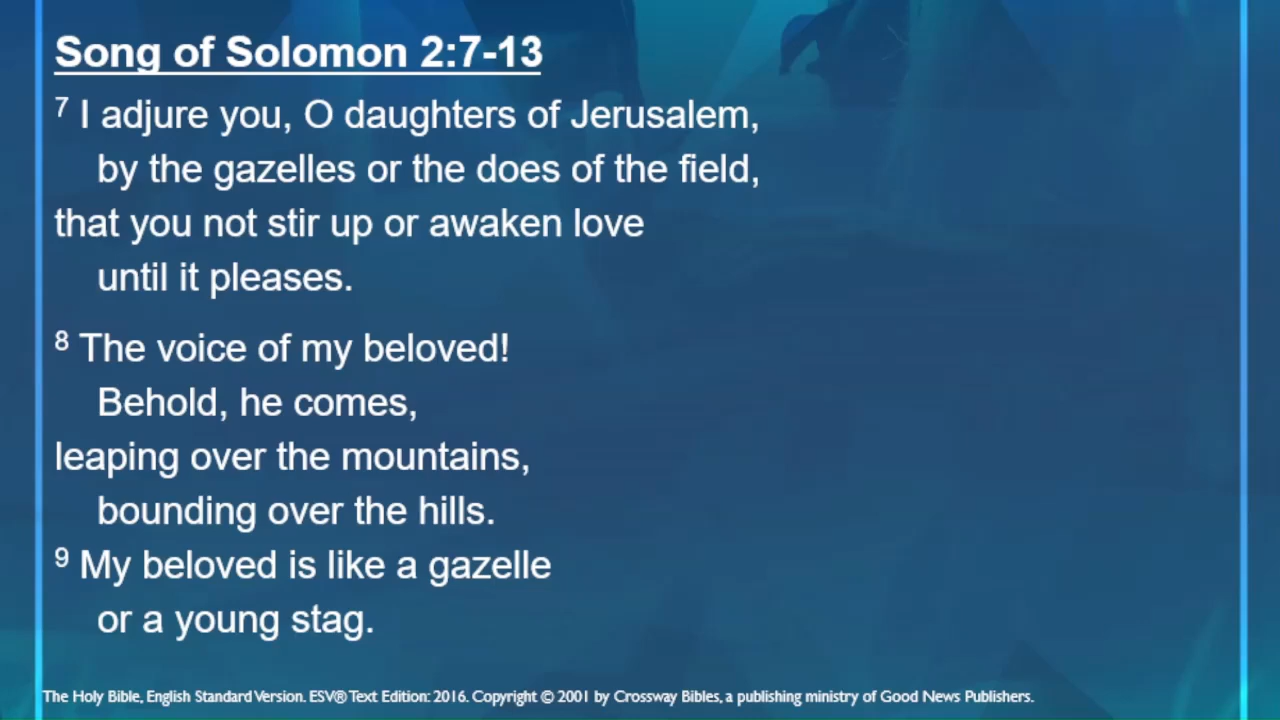 Song of Solomon 2:7-13
7 I adjure you, O daughters of Jerusalem,
by the gazelles or the does of the field,
that you not stir up or awaken love
until it pleases.
8 The voice of my beloved!
Behold, he comes,
leaping over the mountains,
bounding over the hills.
9 My beloved is like a gazelle
or a young stag.
The Holy Bible, English Standard Version. ESV® Text Edition: 2016. Copyright © 2001 by Crossway Bibles, a publishing ministry of Good News Publishers.